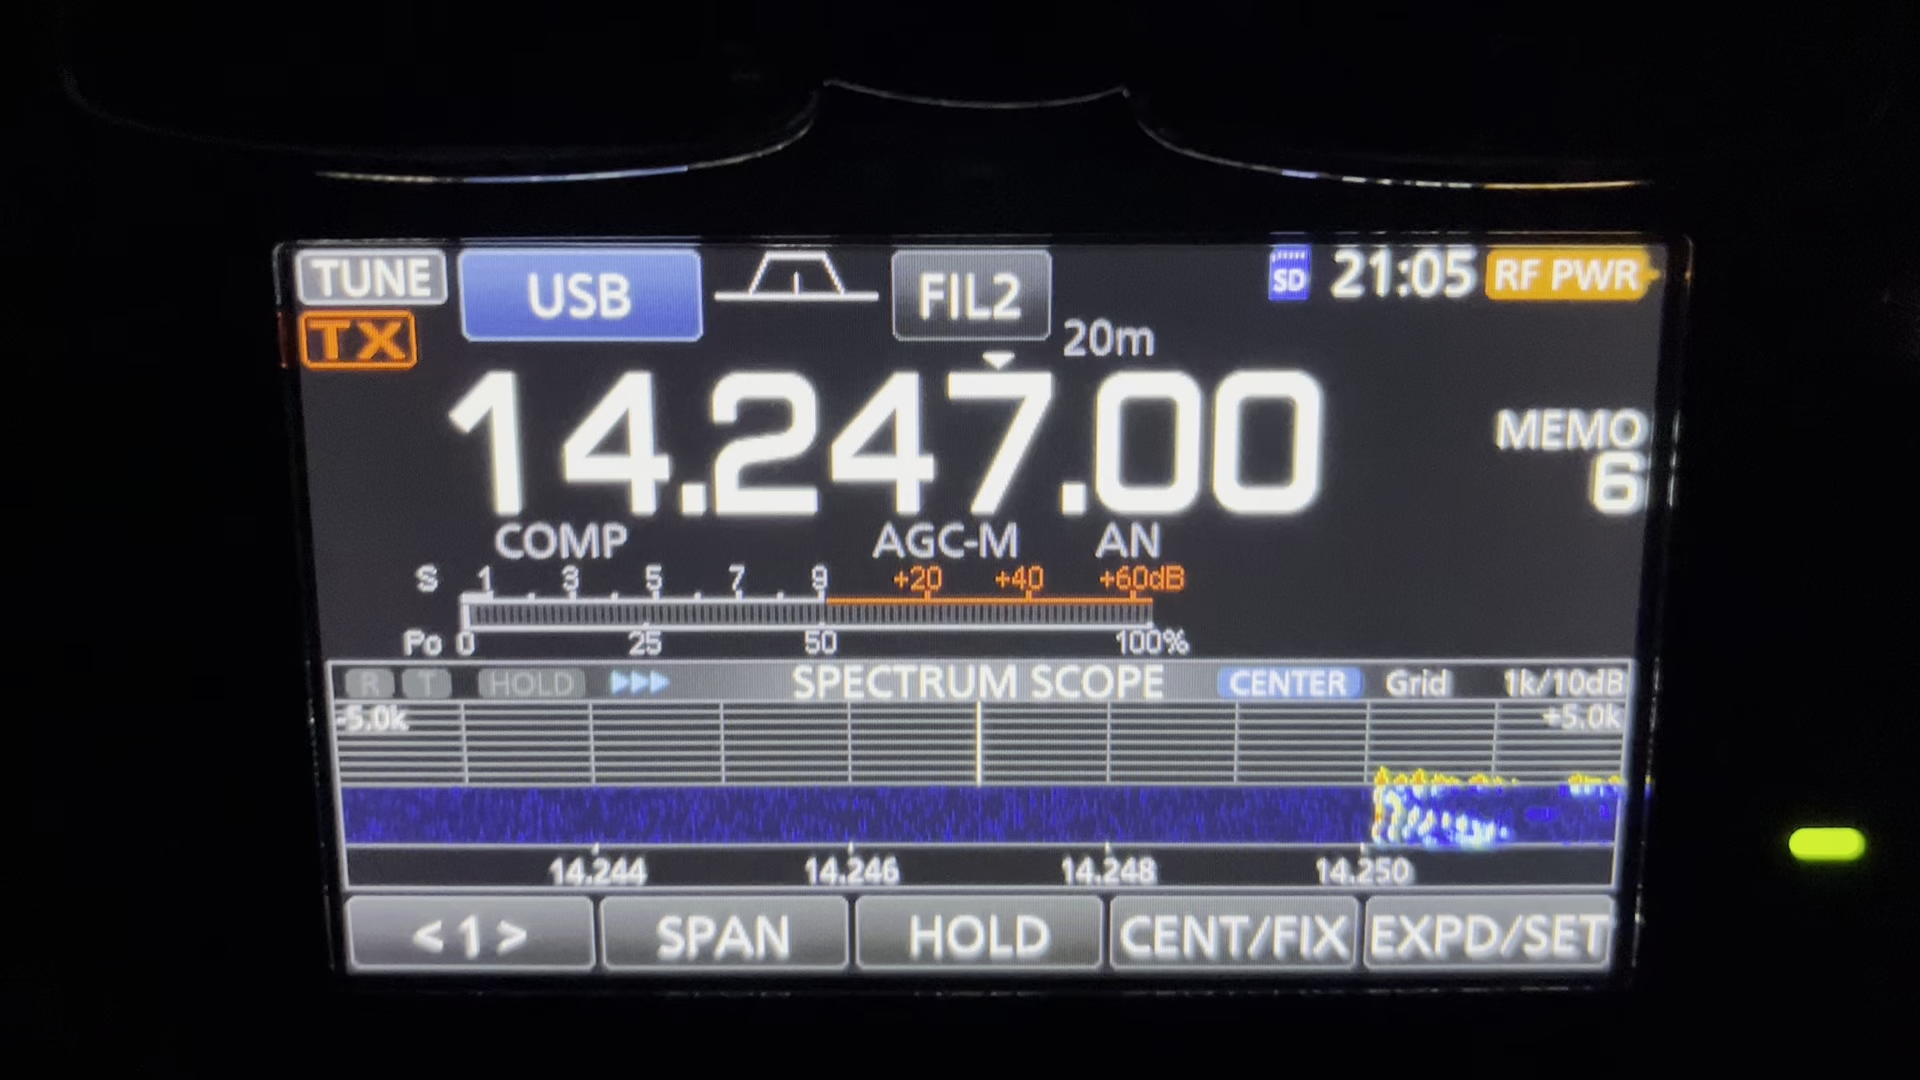 TUNE USB FIL2 SD 21:05 RF PWR
TX 20m
14.247.00
MEMO
6
COMP AGC-M AN
S 1 3 5 7 9 +20 +40 +60dB
Po 0 25 50 100%
R T HOLD SPECTRUM SCOPE CENTER Grid 1k/10dB
-5.0k +5.0k
14.244 14.246 14.248 14.250
<1> SPAN HOLD CENT/FIX EXPD/SET